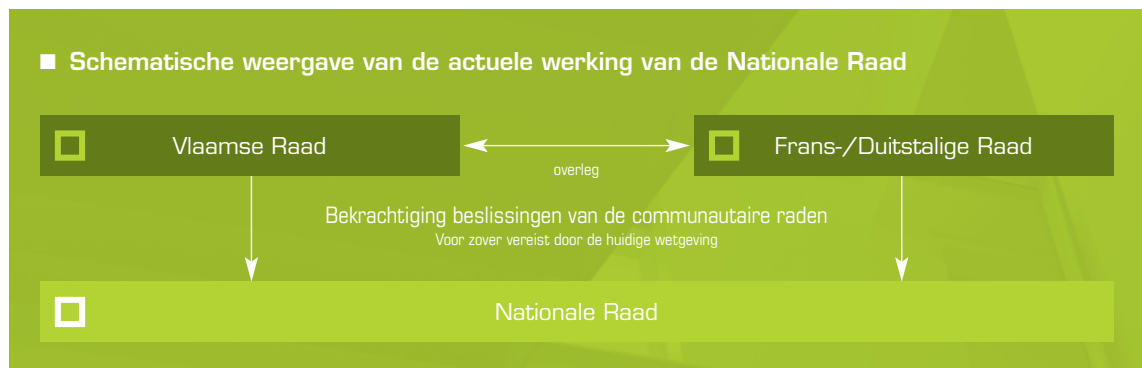 Schematische weergave van de actuele werking van de Nationale Raad
Vlaamse Raad
Frans-/Duitstalige Raad
overleg
Bekrachtiging beslissingen van de communautaire raden
Voor zover vereist door de huidige wetgeving
Nationale Raad